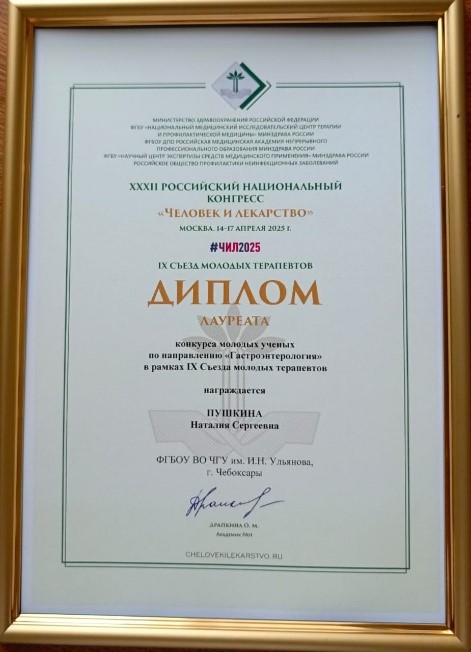 МИНИСТЕРСТВО ЗДРАВООХРАНЕНИЯ РОССИЙСКОЙ ФЕДЕРАЦИИ
ФГБУ «НАЦИОНАЛЬНЫЙ МЕДИЦИНСКИЙ ИССЛЕДОВАТЕЛЬСКИЙ ЦЕНТР ТЕРАПИИ
И ПРОФИЛАКТИЧЕСКОЙ МЕДИЦИНЫ» МИНЗДРАВА РОССИИ
ФГБОУ ДПО РОССИЙСКАЯ МЕДИЦИНСКАЯ АКАДЕМИЯ НЕПРЕРЫВНОГО
ПРОФЕССИОНАЛЬНОГО ОБРАЗОВАНИЯ МИНЗДРАВА РОССИИ
ФГБУ «НАУЧНЫЙ ЦЕНТР ЭКСПЕРТИЗЫ СРЕДСТВ МЕДИЦИНСКОГО ПРИМЕНЕНИЯ» МИНЗДРАВА РОССИИ
РОССИЙСКОЕ ОБЩЕСТВО ПРОФИЛАКТИКИ НЕИНФЕКЦИОННЫХ ЗАБОЛЕВАНИЙ
XXXII РОССИЙСКИЙ НАЦИОНАЛЬНЫЙ
КОНГРЕСС
«ЧЕЛОВЕК И ЛЕКАРСТВО»
МОСКВА, 14-17 АПРЕЛЯ 2025 Г.
#ЧИЛ2025
IX СЪЕЗД МОЛОДЫХ ТЕРАПЕВТОВ
ДИПЛОМ
ЛАУРЕАТА
конкурса молодых ученых
по направлению «Гастроэнтерология»
в рамках IX Съезда молодых терапевтов
награждается
ПУШКИНА
Наталия Сергеевна
ФГБОУ ВО ЧГУ им. И.Н. Ульянова,
г. Чебоксары
ДРАПКИНА О. М.
CHELOVEKILEKARSTVO.RU